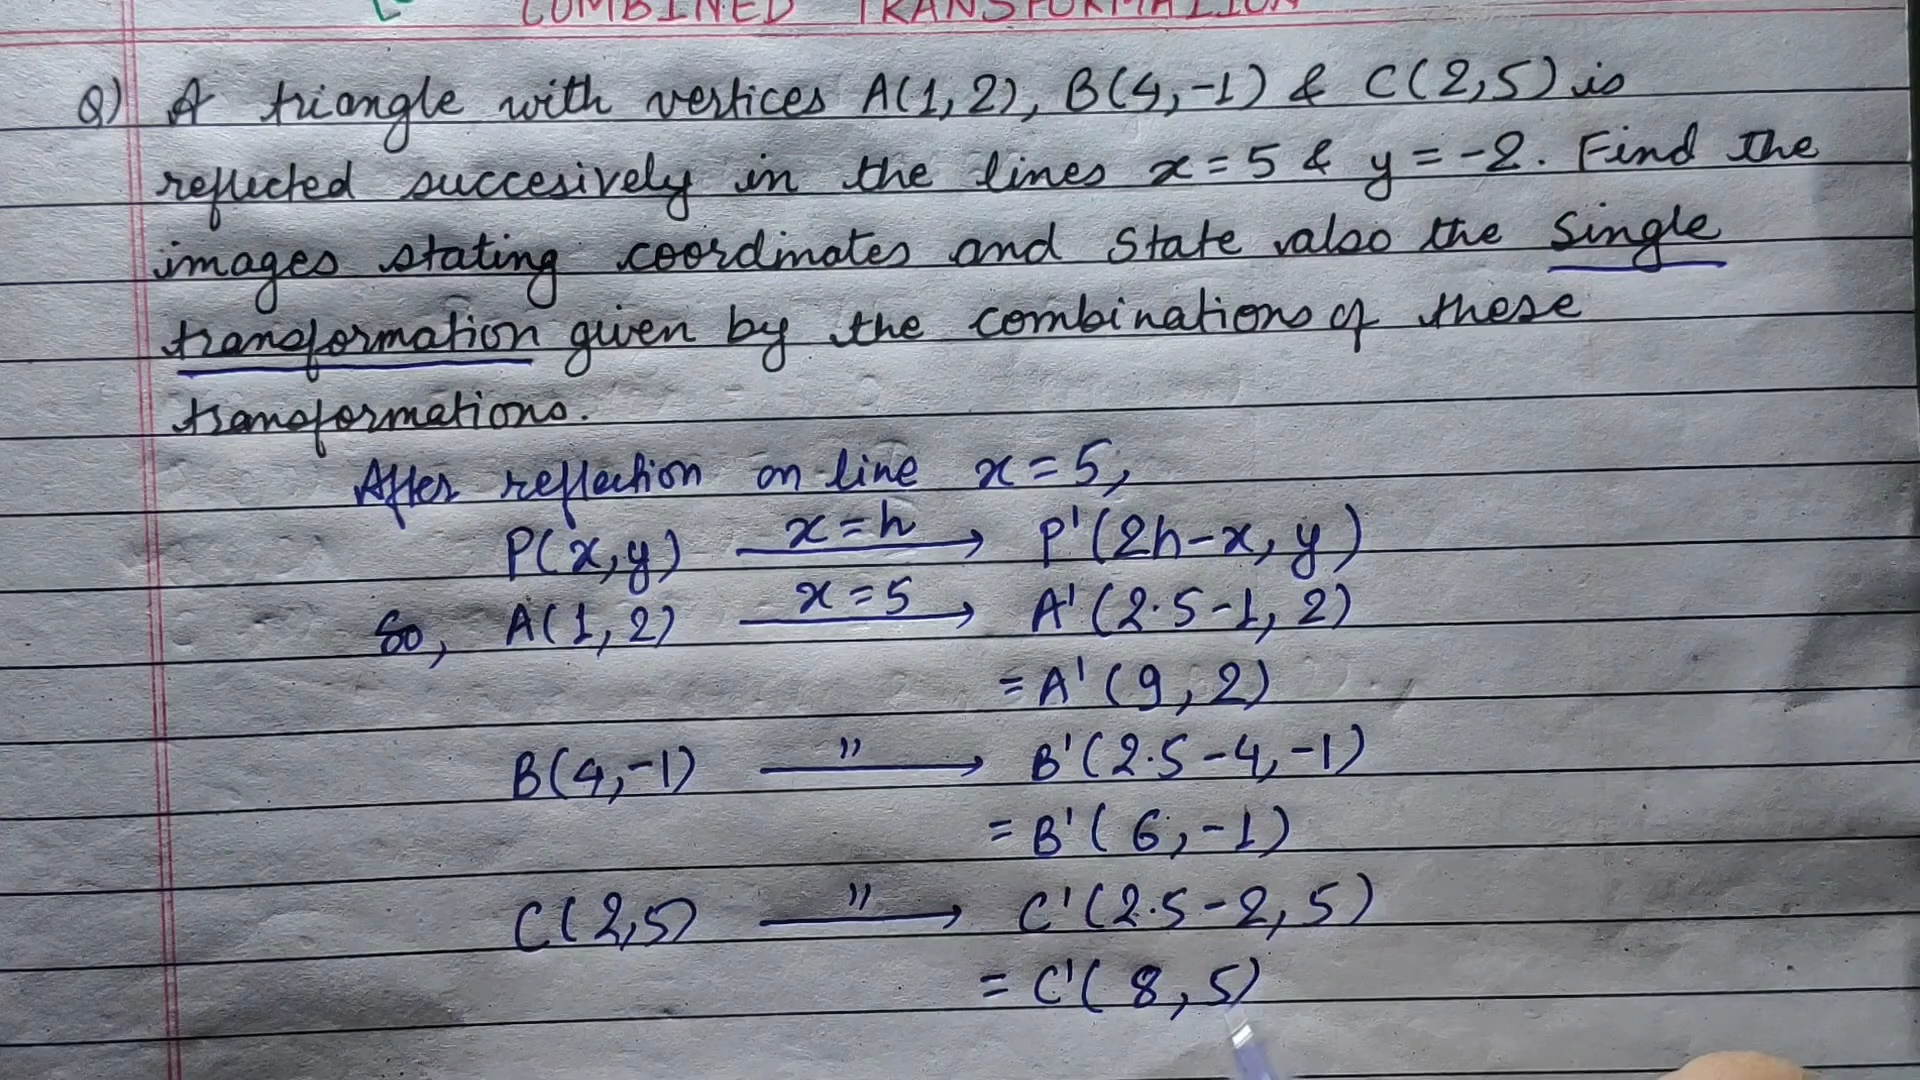 COMBINED TRANSFORMATION
Q) A triangle with vertices A(1,2), B(4,-1) & C(2,5) is
reflected succesively in the lines x=5 & y=-2. Find the
images stating coordinates and State also the Single
transformation given by the combinations of these
transformations.
After reflection on line x=5,
P(x,y) x=h → P'(2h-x, y)
So, A(1,2) x=5 → A'(2.5-1, 2)
= A'(9, 2)
B(4,-1) " → B'(2.5-4,-1)
= B'(6,-1)
C(2,5) " → C'(2.5-2, 5)
= C'(8, 5)